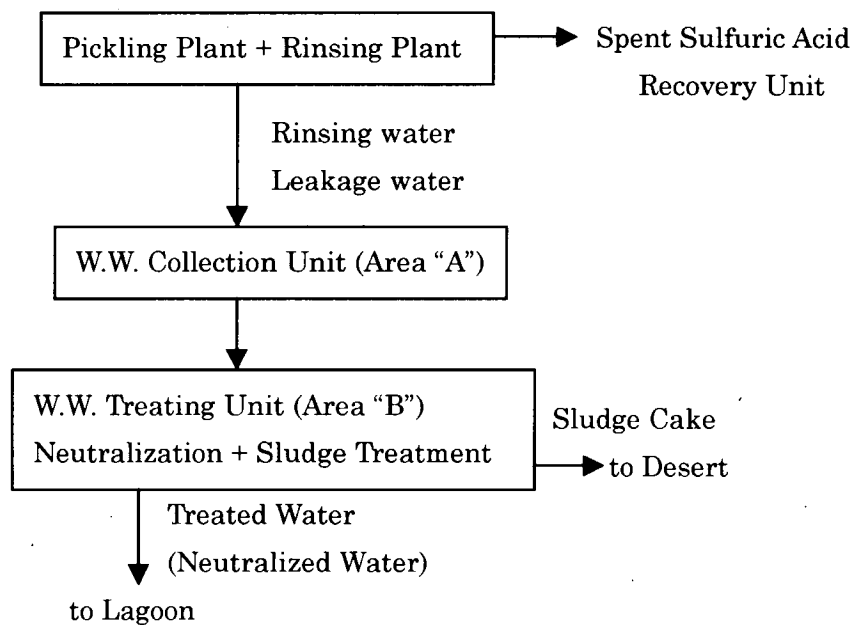 Pickling Plant + Rinsing Plant
Spent Sulfuric Acid
Recovery Unit
Rinsing water
Leakage water
W.W. Collection Unit (Area “A”)
W.W. Treating Unit (Area “B”)
Neutralization + Sludge Treatment
Sludge Cake
to Desert
Treated Water
(Neutralized Water)
to Lagoon